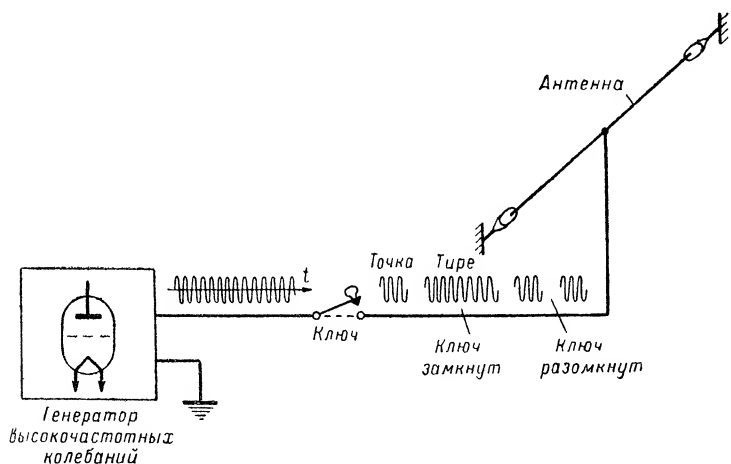 Антенна
t
Точка
Тире
Ключ
Ключ
замкнут
Ключ
разомкнут
Генератор
высокочастотных
колебаний